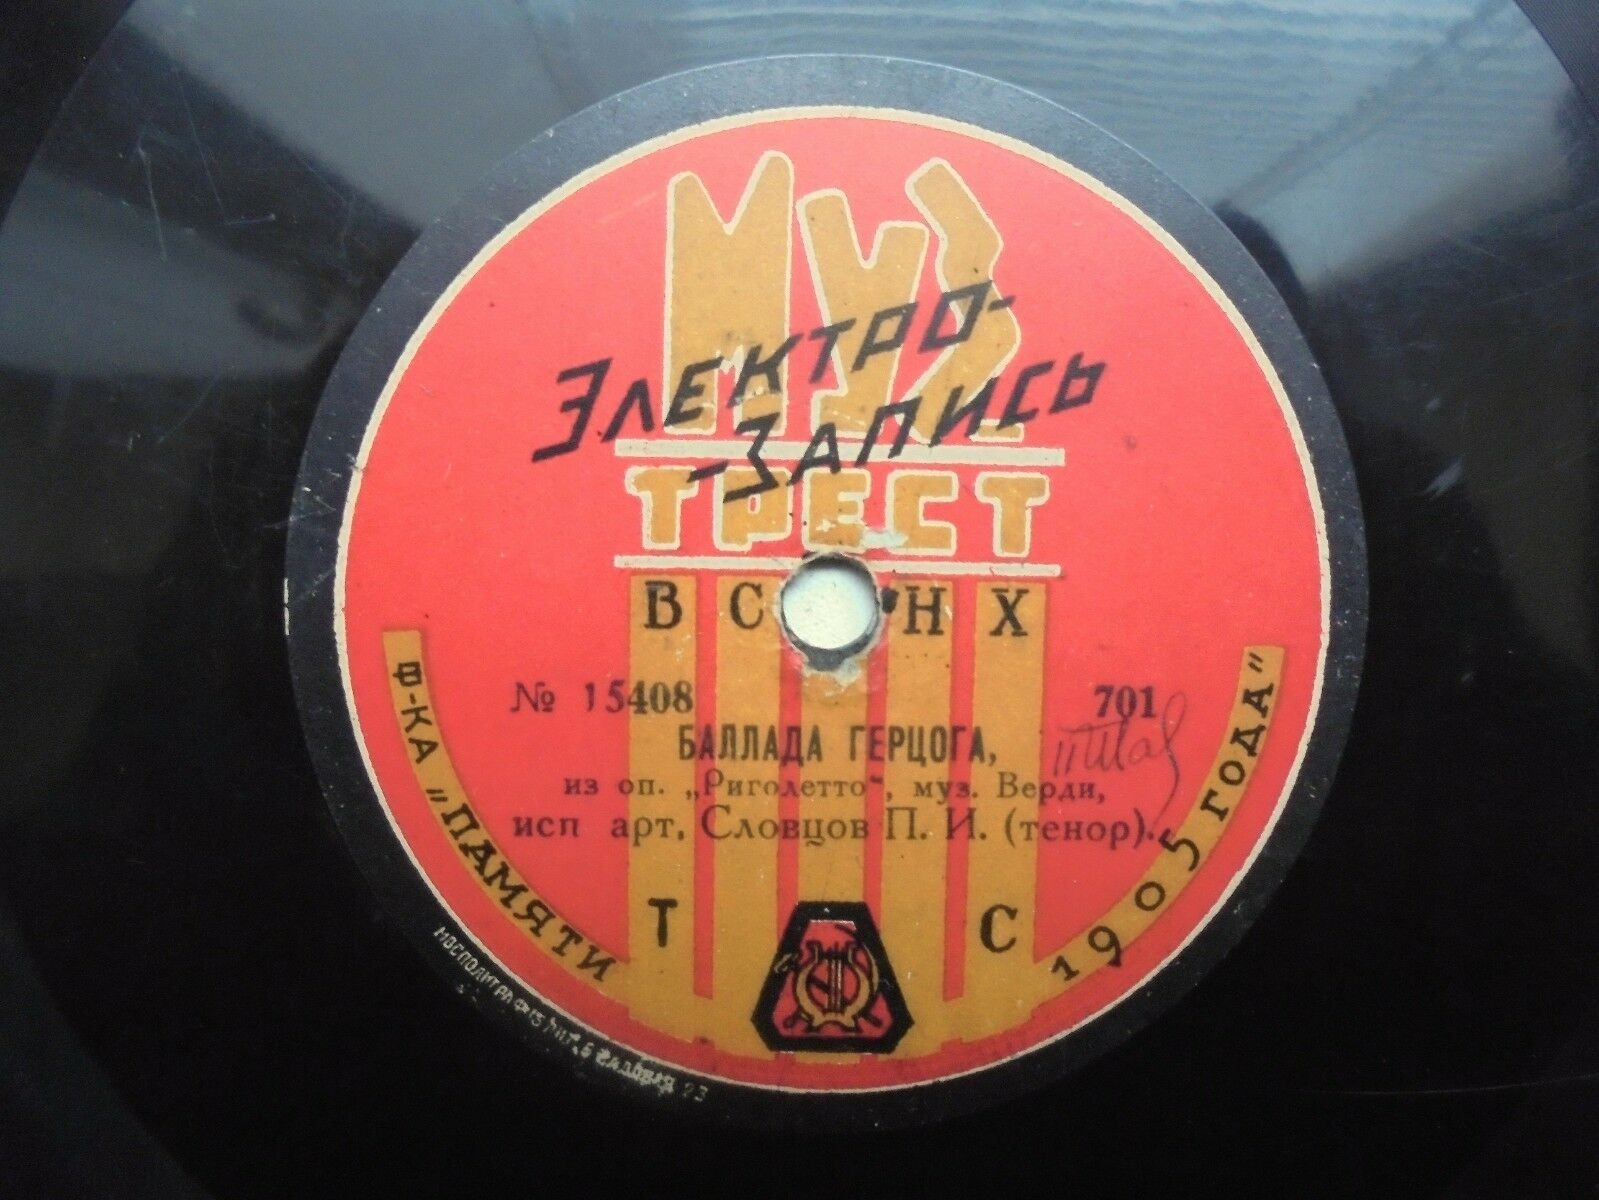 МУЗ
ЭЛЕКТРО-
-ЗАПИСЬ
ТРЕСТ
В С Н Х
№ 15408 701
БАЛЛАДА ГЕРЦОГА,
из оп. „Риголетто“, муз. Верди,
исп арт. Словцов П. И. (тенор).
Т С
Ф-КА „ПАМЯТИ 1905 ГОДА“